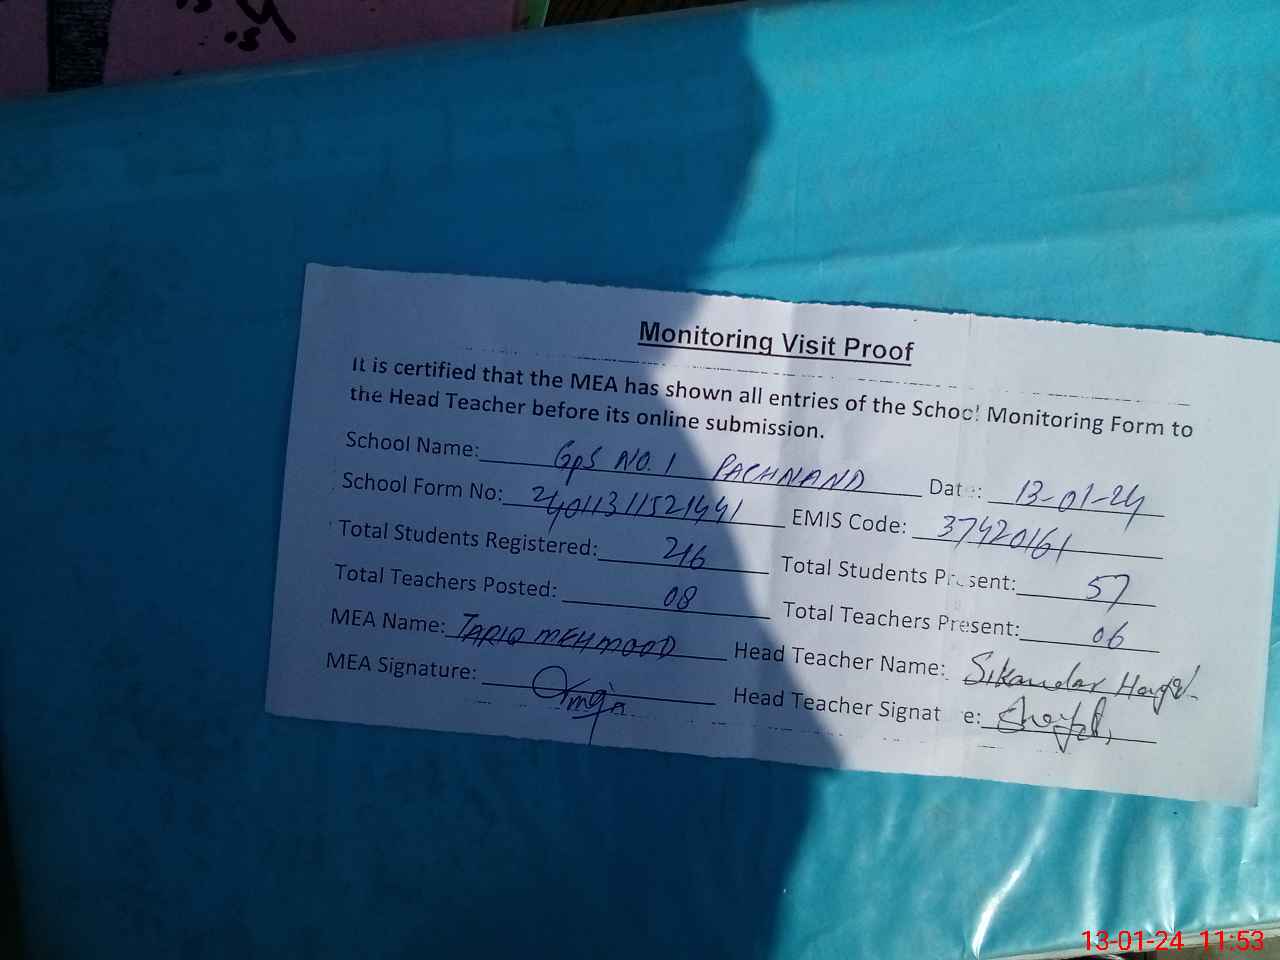 Monitoring Visit Proof
It is certified that the MEA has shown all entries of the School Monitoring Form to
the Head Teacher before its online submission.
School Name: GPS NO. 1 PACHNAND Date: 13-01-24
School Form No: 24011311521441 EMIS Code: 37420161
Total Students Registered: 216 Total Students Present: 57
Total Teachers Posted: 08 Total Teachers Present: 06
MEA Name: TARIQ MEHMOOD Head Teacher Name: Sikandar
MEA Signature: Head Teacher Signat e:
13-01-24 11:53